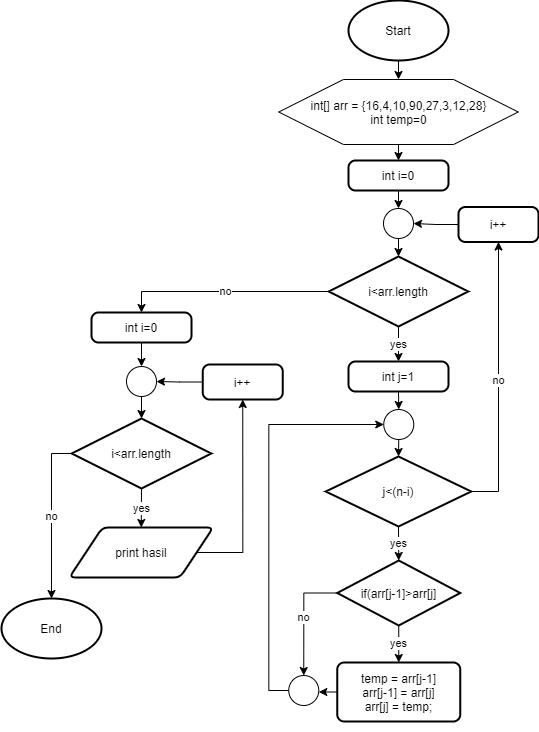 Start
int[] arr = {16,4,10,90,27,3,12,28}
int temp=0
int i=0
i++
i<arr.length
no
yes
int i=0
int j=1
i++
no
i<arr.length
j<(n-i)
yes
no
yes
print hasil
if(arr[j-1]>arr[j]
no
yes
End
temp = arr[j-1]
arr[j-1] = arr[j]
arr[j] = temp;